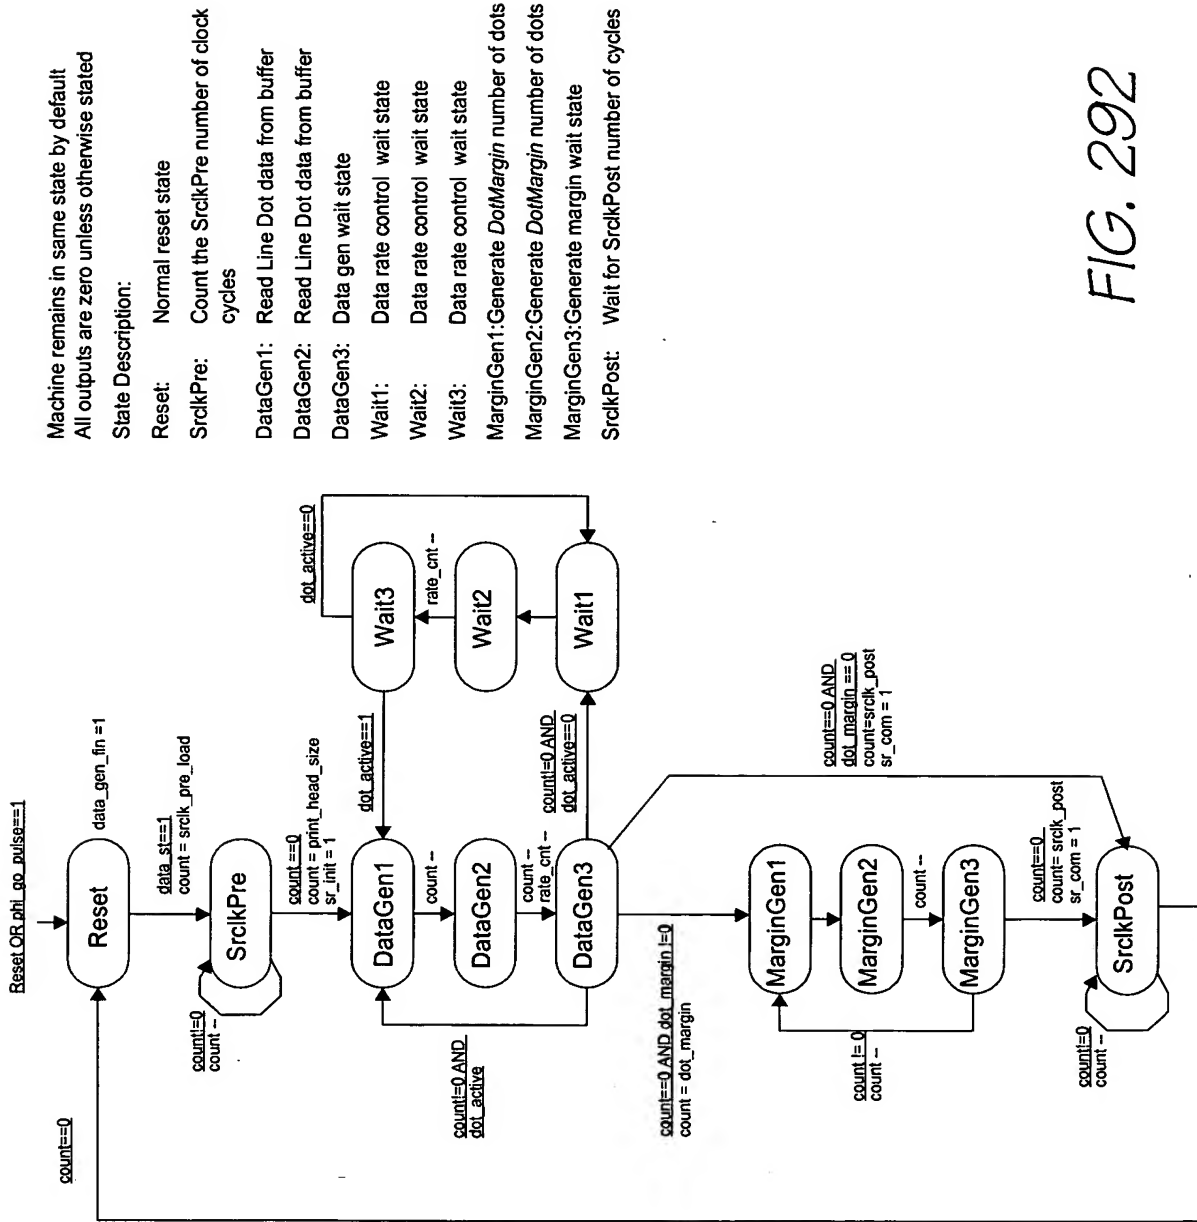 Reset OR phi_go_pulse==1
Reset
data_gen_fin =1
data_st==1
count = srclk_pre_load
count==0
SrclkPre
count!=0
count --
count ==0
count = print_head_size
sr_init = 1
DataGen1
count --
DataGen2
count --
rate_cnt --
DataGen3
count!=0 AND
dot_active
dot_active==1
count!=0 AND
dot_active==0
Wait3
rate_cnt --
Wait2
Wait1
dot_active==0
count==0 AND dot_margin !=0
count = dot_margin
count==0 AND
dot_margin == 0
count=srclk_post
sr_com = 1
MarginGen1
MarginGen2
count --
MarginGen3
count != 0
count --
count==0
count= srclk_post
sr_com = 1
SrclkPost
count!=0
count --
Machine remains in same state by default
All outputs are zero unless otherwise stated
State Description:
Reset: Normal reset state
SrclkPre: Count the SrclkPre number of clock
cycles
DataGen1: Read Line Dot data from buffer
DataGen2: Read Line Dot data from buffer
DataGen3: Data gen wait state
Wait1: Data rate control wait state
Wait2: Data rate control wait state
Wait3: Data rate control wait state
MarginGen1:Generate DotMargin number of dots
MarginGen2:Generate DotMargin number of dots
MarginGen3:Generate margin wait state
SrclkPost: Wait for SrclkPost number of cycles
FIG. 292